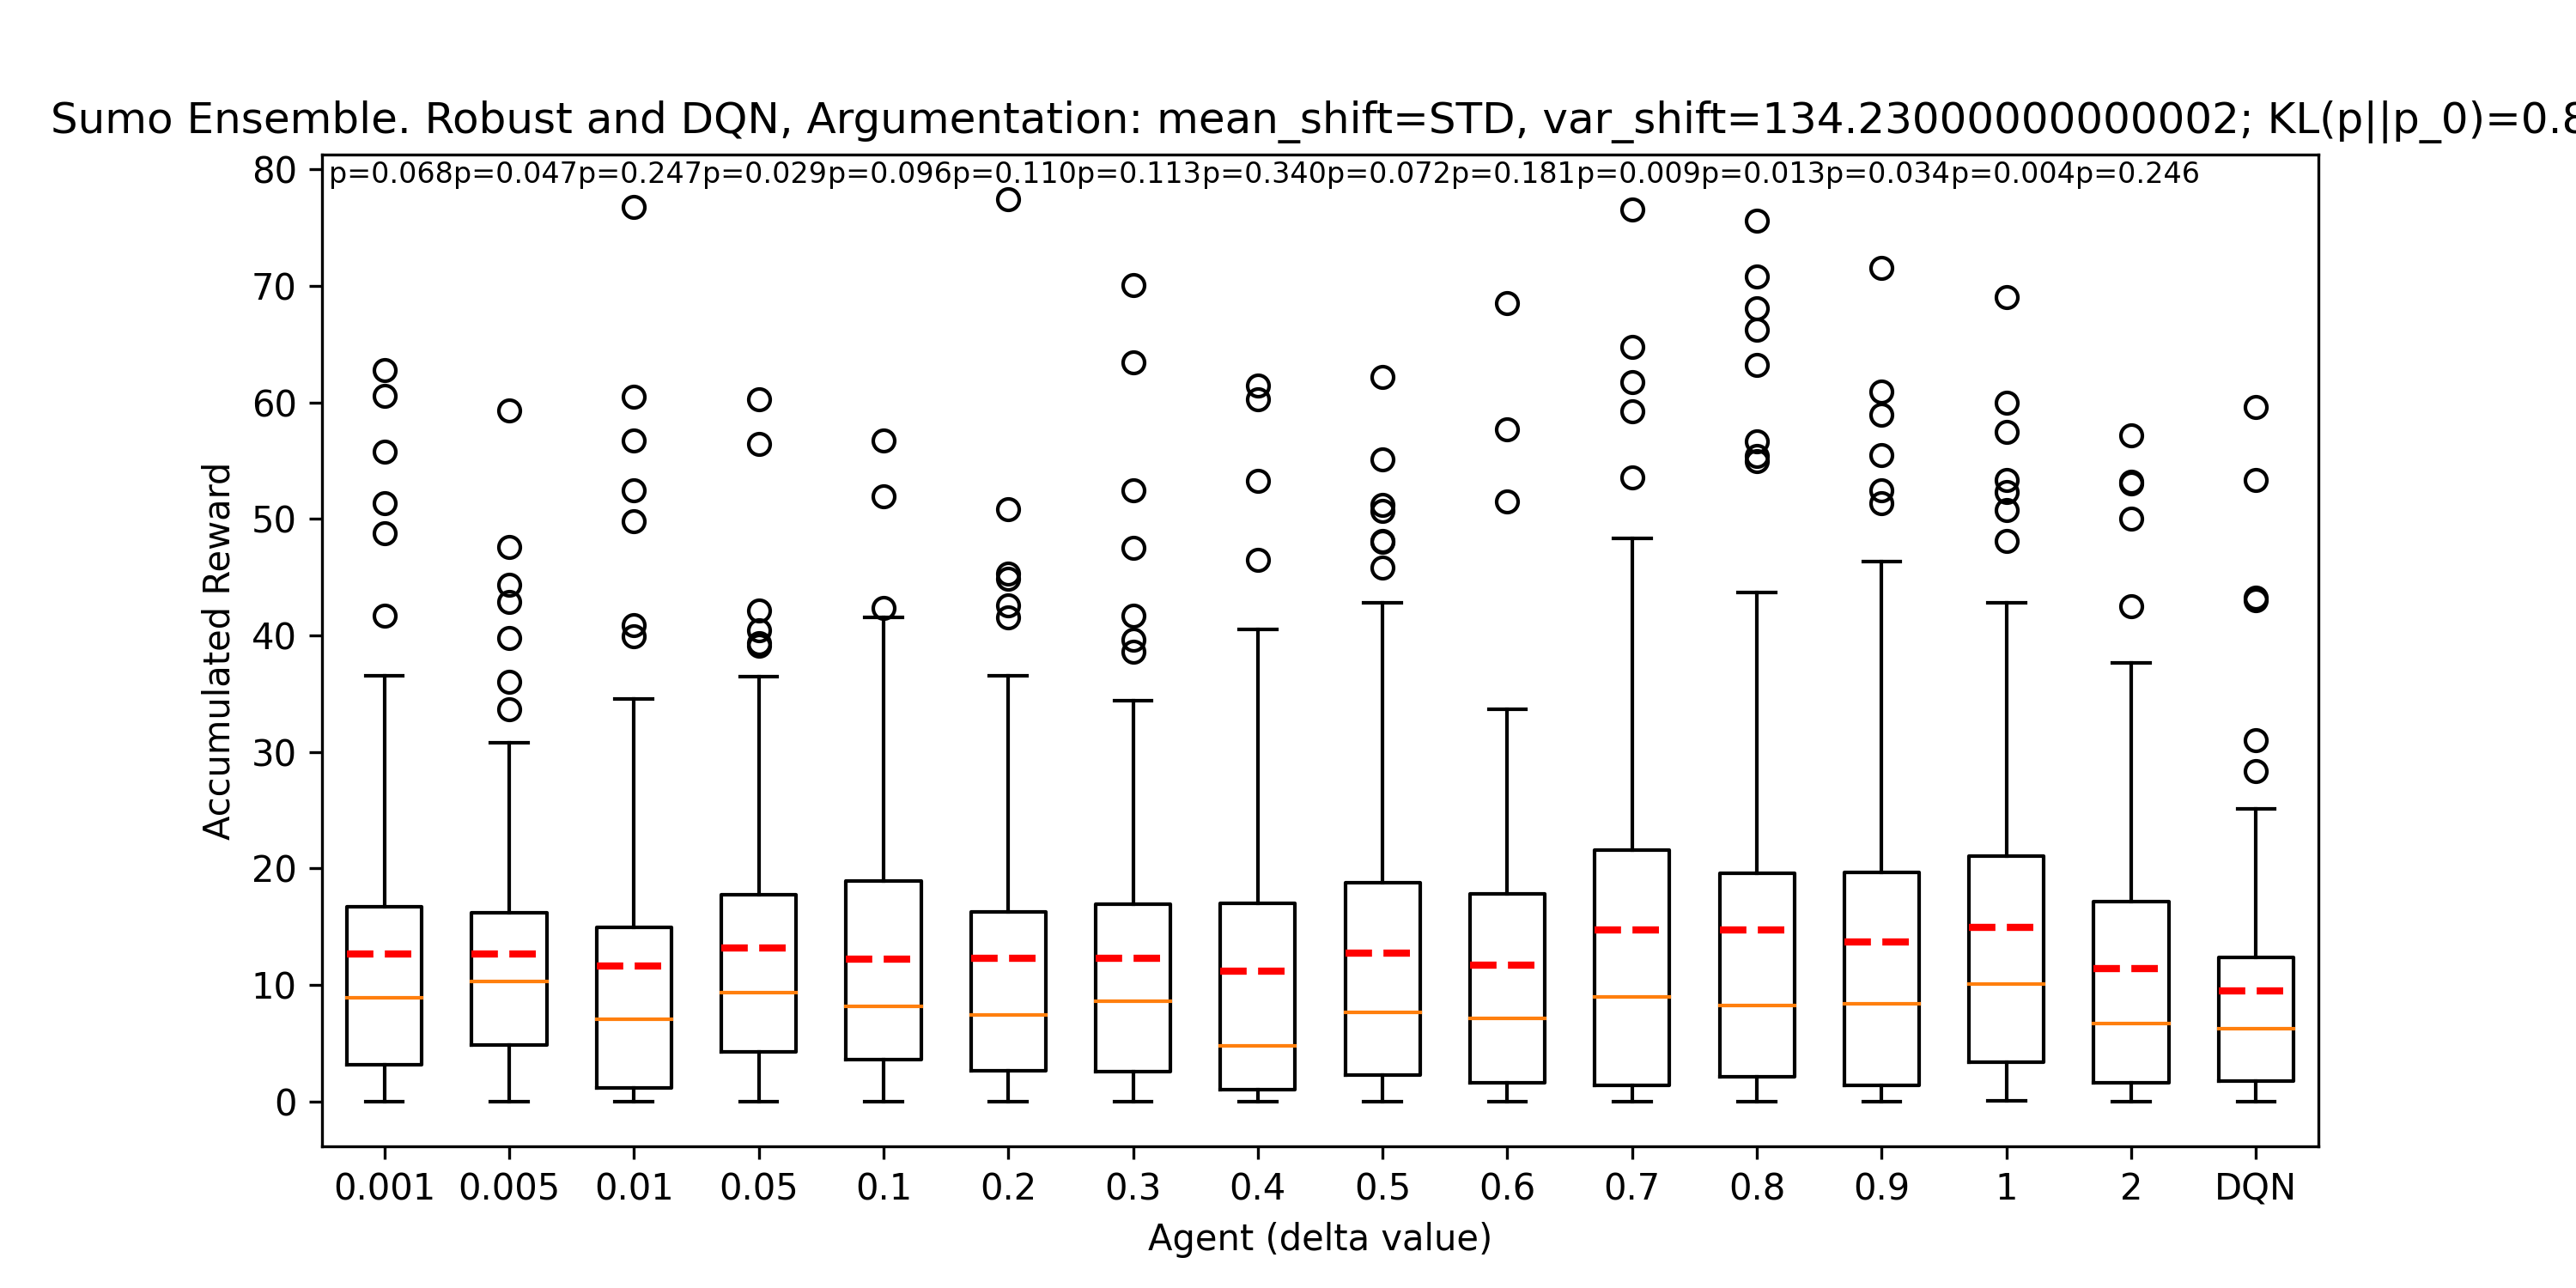 Sumo Ensemble. Robust and DQN, Argumentation: mean_shift=STD, var_shift=134.23000000000002; KL(p||p_0)=0.8
p=0.068p=0.047p=0.247p=0.029p=0.096p=0.110p=0.113p=0.340p=0.072p=0.181p=0.009p=0.013p=0.034p=0.004p=0.246
80
70
60
50
40
30
20
10
0
Accumulated Reward
0.001 0.005 0.01 0.05 0.1 0.2 0.3 0.4 0.5 0.6 0.7 0.8 0.9 1 2 DQN
Agent (delta value)